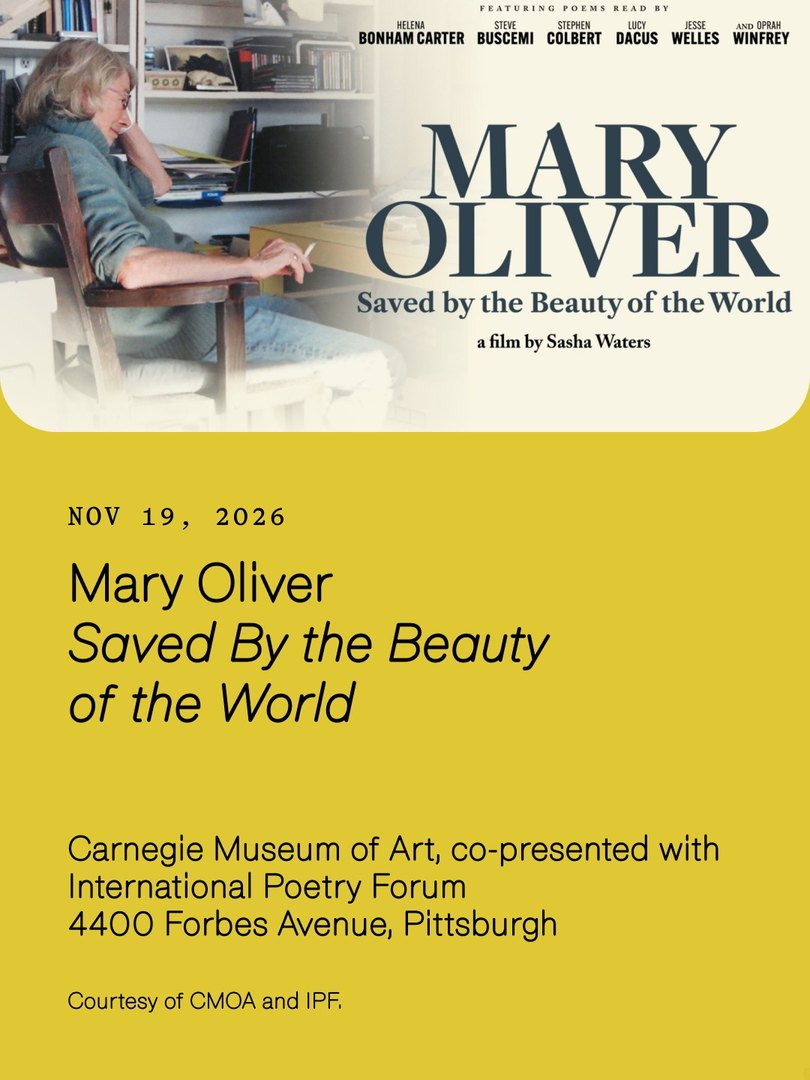 FEATURING POEMS READ BY
HELENA BONHAM CARTER STEVE BUSCEMI STEPHEN COLBERT LUCY DACUS JESSE WELLES AND OPRAH WINFREY
MARY
OLIVER
Saved by the Beauty of the World
a film by Sasha Waters
NOV 19, 2026
Mary Oliver
Saved By the Beauty
of the World
Carnegie Museum of Art, co-presented with
International Poetry Forum
4400 Forbes Avenue, Pittsburgh
Courtesy of CMOA and IPF.